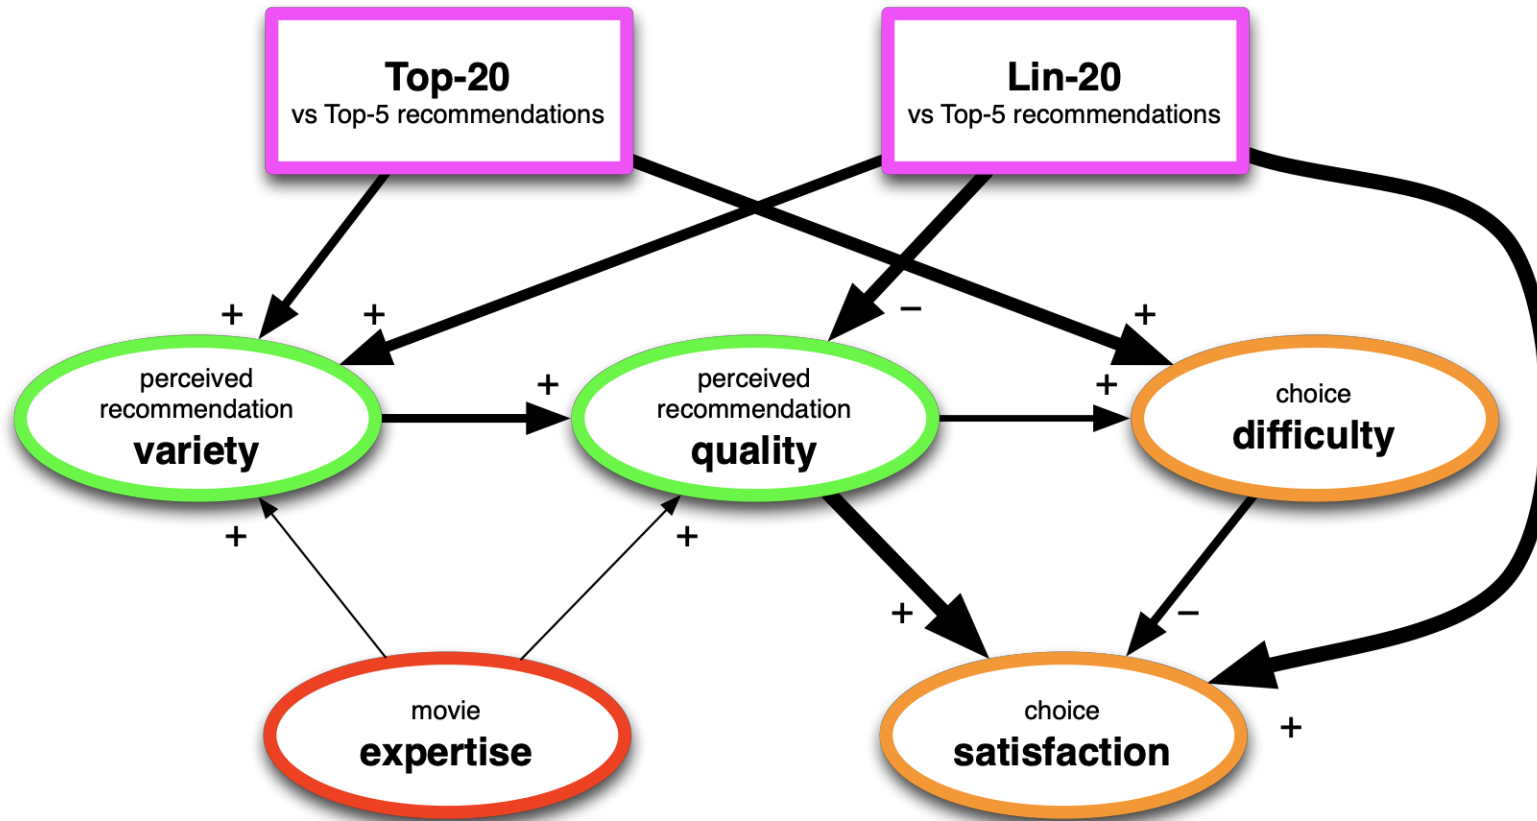 Top-20
vs Top-5 recommendations
Lin-20
vs Top-5 recommendations
+
+
−
+
perceived
recommendation
variety
+
perceived
recommendation
quality
+
choice
difficulty
+
+
+
−
movie
expertise
choice
satisfaction
+